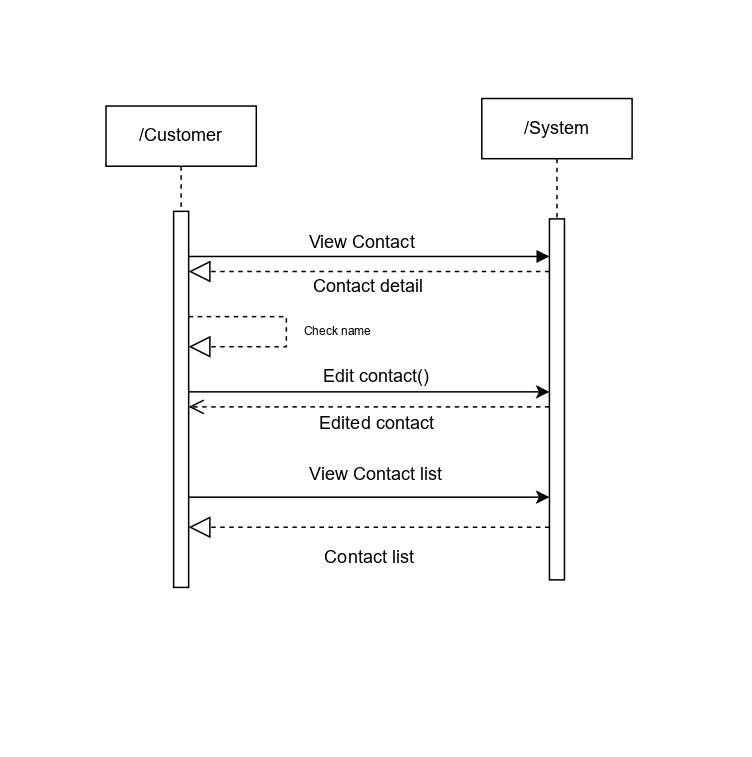 /Customer
/System
View Contact
Contact detail
Check name
Edit contact()
Edited contact
View Contact list
Contact list